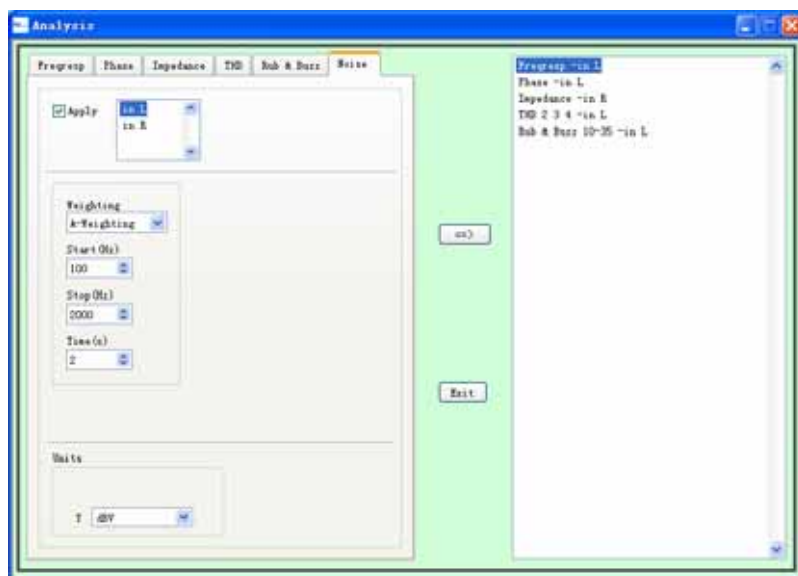 Analysis
Freqresp Phase Impedance THD Rub & Buzz Noise
Apply
in L
in R
Weighting
A-Weighting
Start(Hz)
100
Stop(Hz)
2000
Time(s)
2
Units
Y dBV
==>
Exit
Freqresp -in L
Phase -in L
Impedance -in R
THD 2 3 4 -in L
Rub & Buzz 10-35 -in L